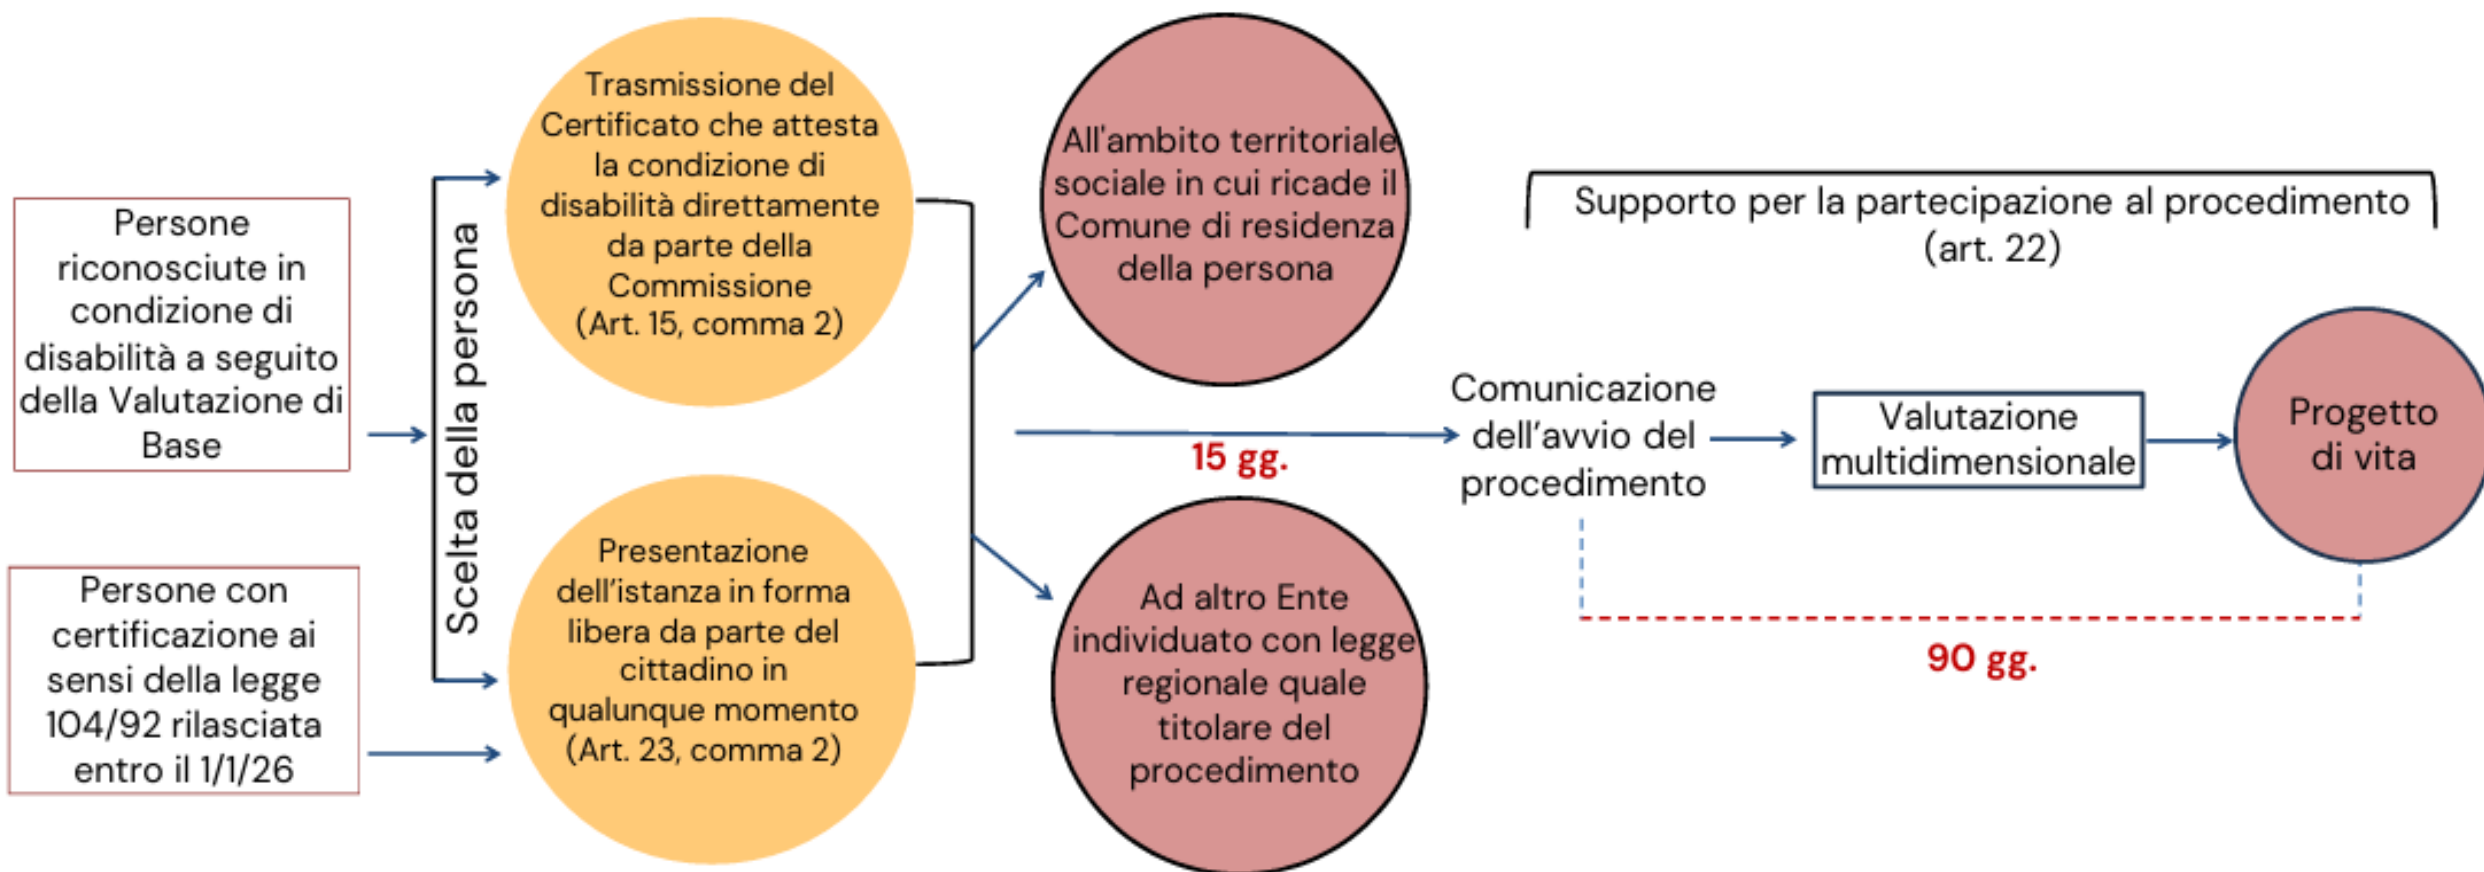 Persone
riconosciute in
condizione di
disabilità a seguito
della Valutazione di
Base
Persone con
certificazione ai
sensi della legge
104/92 rilasciata
entro il 1/1/26
Scelta della persona
Trasmissione del
Certificato che attesta
la condizione di
disabilità direttamente
da parte della
Commissione
(Art. 15, comma 2)
Presentazione
dell'istanza in forma
libera da parte del
cittadino in
qualunque momento
(Art. 23, comma 2)
All'ambito territoriale
sociale in cui ricade il
Comune di residenza
della persona
15 gg.
Ad altro Ente
individuato con legge
regionale quale
titolare del
procedimento
Supporto per la partecipazione al procedimento
(art. 22)
Comunicazione
dell'avvio del
procedimento
Valutazione
multidimensionale
Progetto
di vita
90 gg.